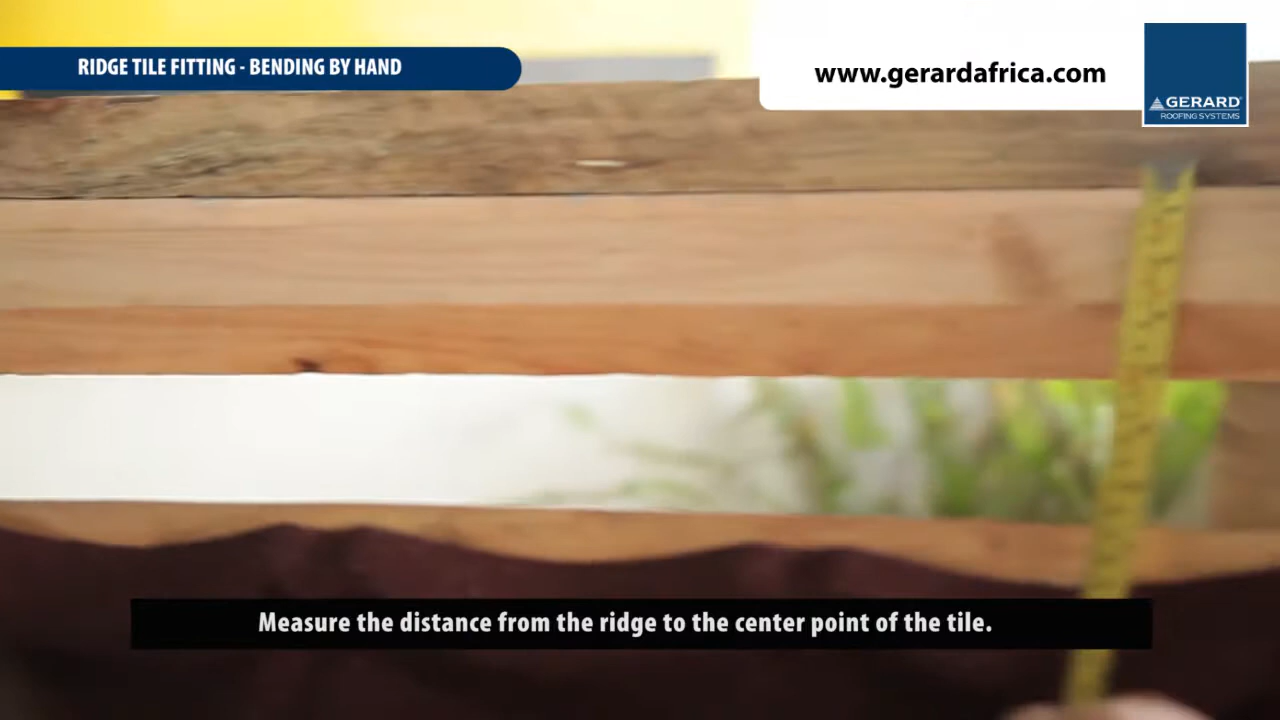 RIDGE TILE FITTING - BENDING BY HAND
www.gerardafrica.com
GERARD
ROOFING SYSTEMS
Measure the distance from the ridge to the center point of the tile.